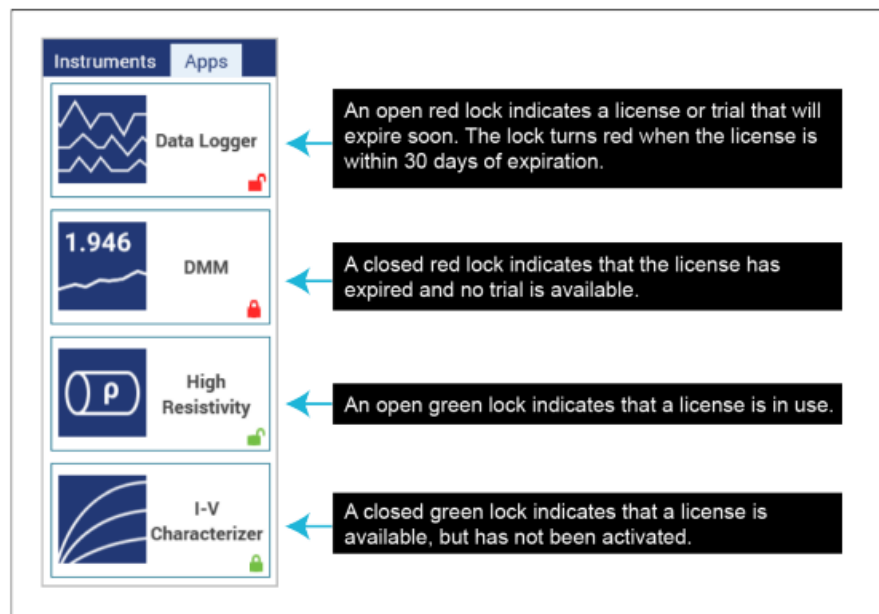 Instruments Apps
Data Logger
An open red lock indicates a license or trial that will
expire soon. The lock turns red when the license is
within 30 days of expiration.
1.946
DMM
A closed red lock indicates that the license has
expired and no trial is available.
ρ
High
Resistivity
An open green lock indicates that a license is in use.
I-V
Characterizer
A closed green lock indicates that a license is
available, but has not been activated.